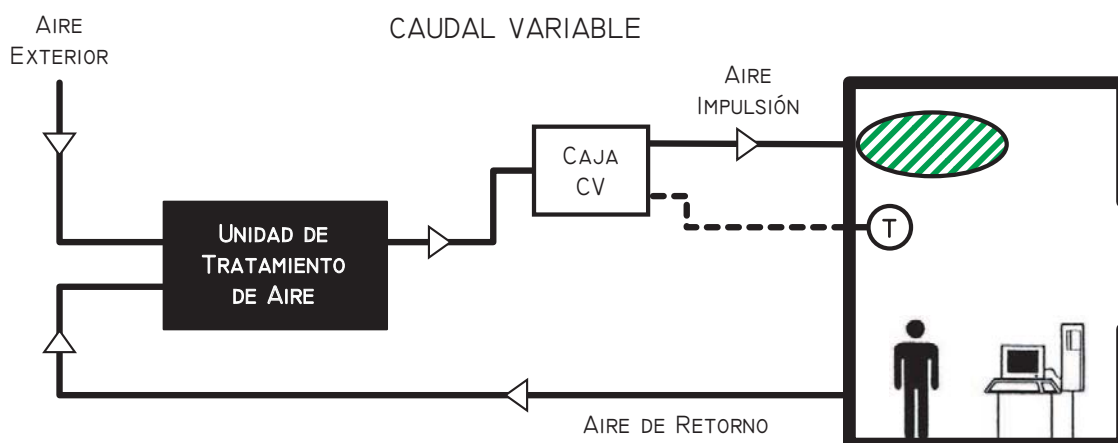 CAUDAL VARIABLE
AIRE
EXTERIOR
AIRE
IMPULSIÓN
CAJA
CV
T
UNIDAD DE
TRATAMIENTO
DE AIRE
AIRE DE RETORNO